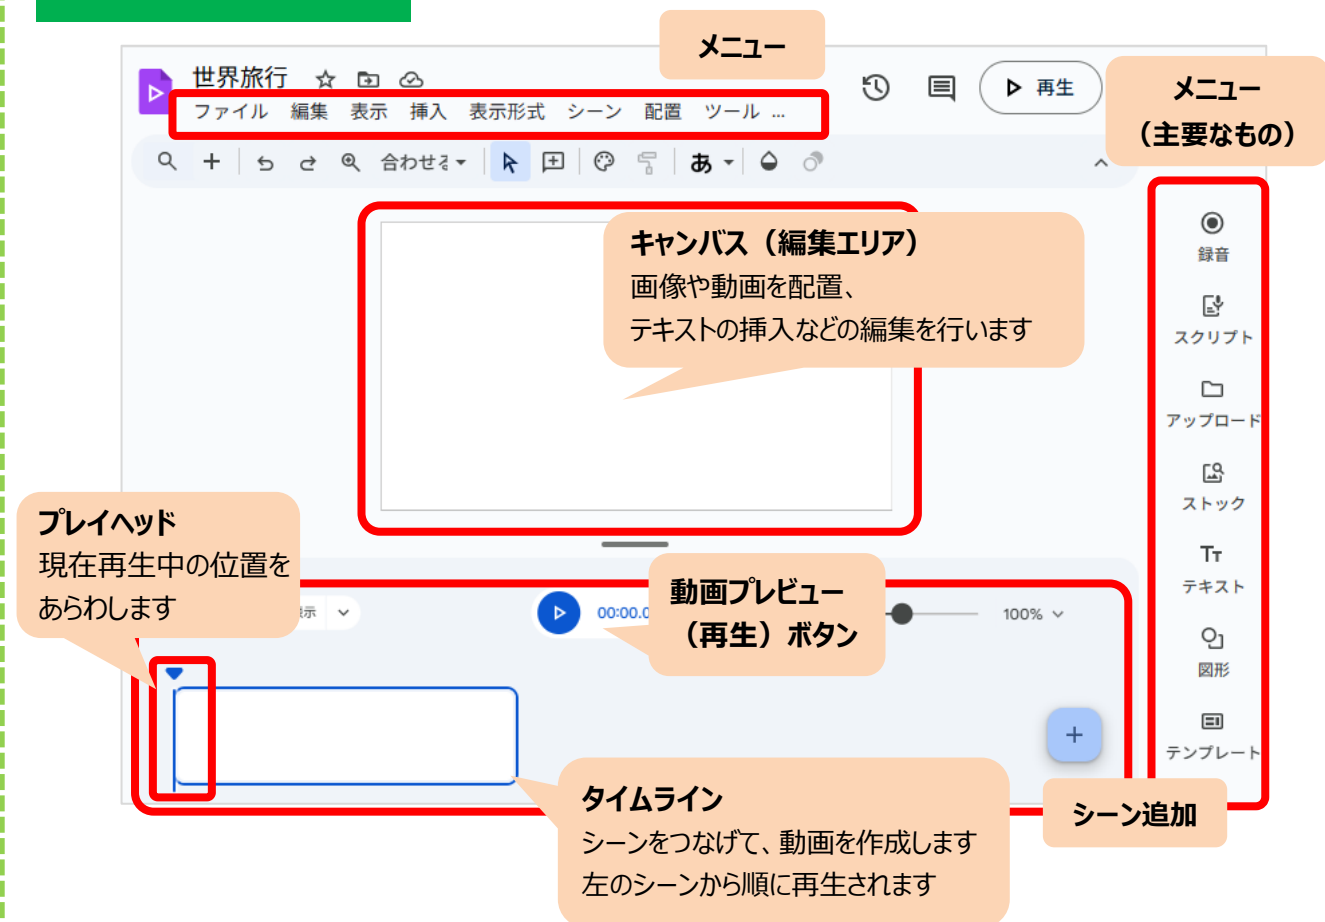 メニュー
世界旅行
ファイル 編集 表示 挿入 表示形式 シーン 配置 ツール ...
再生
メニュー
（主要なもの）
合わせる
あ
キャンバス（編集エリア）
画像や動画を配置、
テキストの挿入などの編集を行います
録音
スクリプト
アップロード
ストック
Tт
テキスト
図形
テンプレート
プレイヘッド
現在再生中の位置を
あらわします
示
00:00.0
動画プレビュー
（再生）ボタン
100%
タイムライン
シーンをつなげて、動画を作成します
左のシーンから順に再生されます
シーン追加